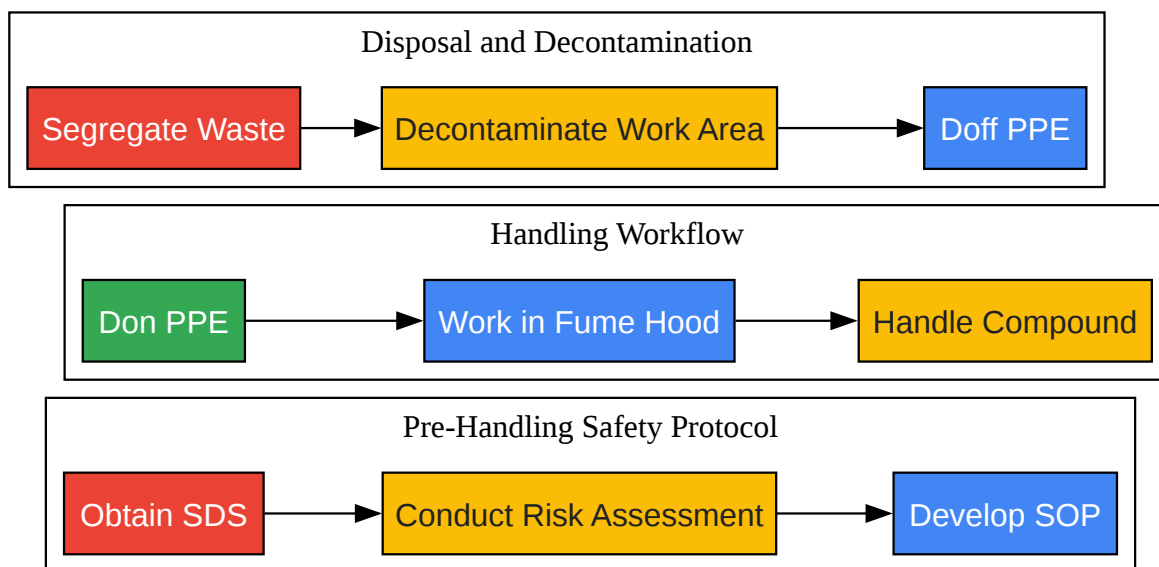 Disposal and Decontamination
Segregate Waste
Decontaminate Work Area
Doff PPE
Handling Workflow
Don PPE
Work in Fume Hood
Handle Compound
Pre-Handling Safety Protocol
Obtain SDS
Conduct Risk Assessment
Develop SOP